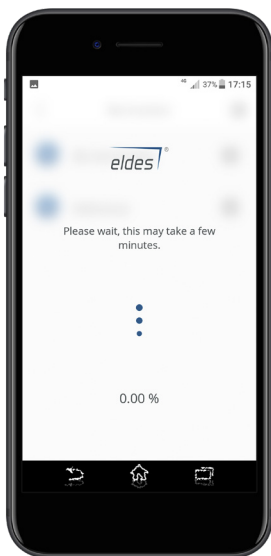 4G 37% 17:15
eldes®
Please wait, this may take a few
minutes.
0.00 %